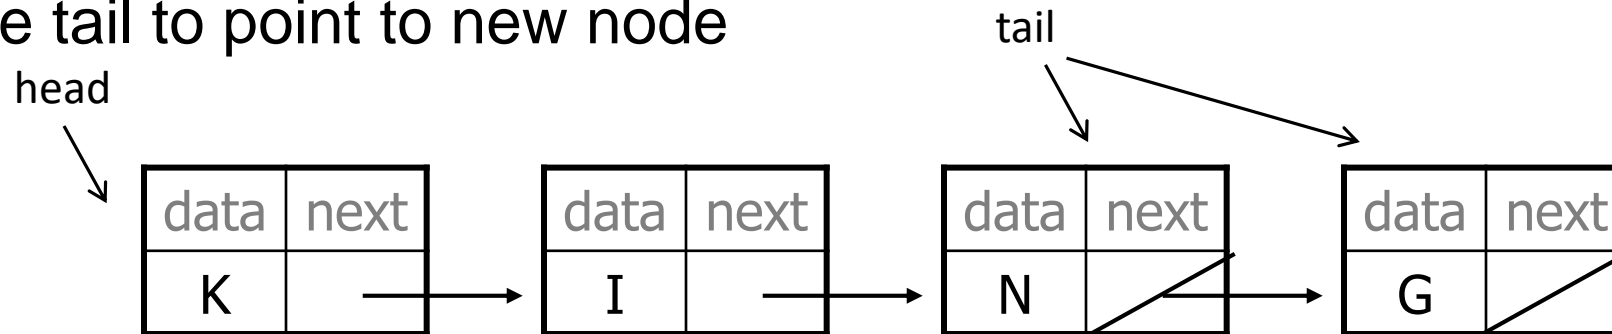 e tail to point to new node
tail
head
data next data next data next data next
K I N G